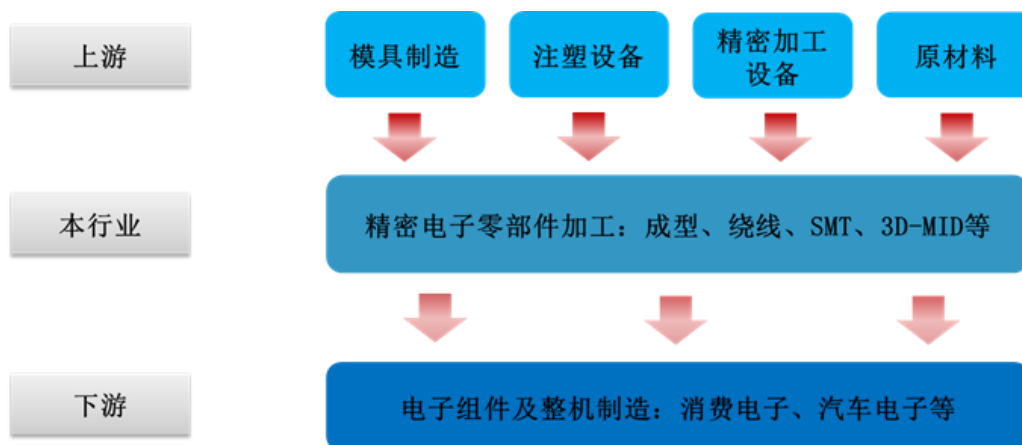 上游
模具制造
注塑设备
精密加工
设备
原材料
本行业
精密电子零部件加工：成型、绕线、SMT、3D-MID等
下游
电子组件及整机制造：消费电子、汽车电子等